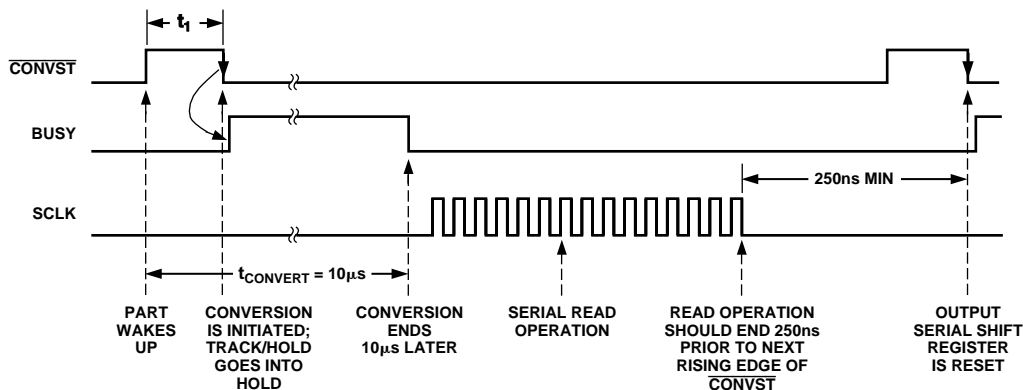 t₁
CONVST
BUSY
250ns MIN
SCLK
tCONVERT = 10μs
PART
WAKES
UP
CONVERSION
IS INITIATED;
TRACK/HOLD
GOES INTO
HOLD
CONVERSION
ENDS
10μs LATER
SERIAL READ
OPERATION
READ OPERATION
SHOULD END 250ns
PRIOR TO NEXT
RISING EDGE OF
CONVST
OUTPUT
SERIAL SHIFT
REGISTER
IS RESET